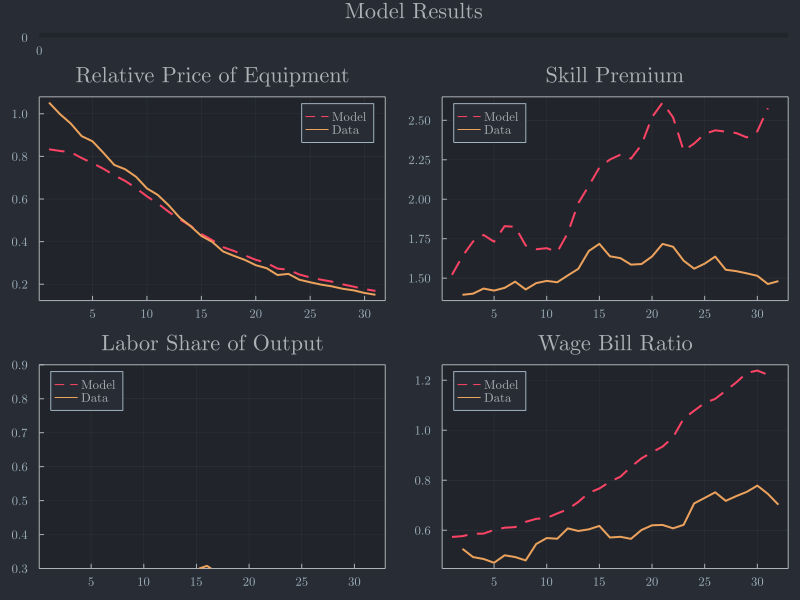 Model Results
0
0
Relative Price of Equipment
1.0
0.8
0.6
0.4
0.2
Model
Data
5 10 15 20 25 30
Skill Premium
2.50
2.25
2.00
1.75
1.50
Model
Data
5 10 15 20 25 30
Labor Share of Output
0.9
0.8
0.7
0.6
0.5
0.4
0.3
Model
Data
5 10 15 20 25 30
Wage Bill Ratio
1.2
1.0
0.8
0.6
Model
Data
5 10 15 20 25 30